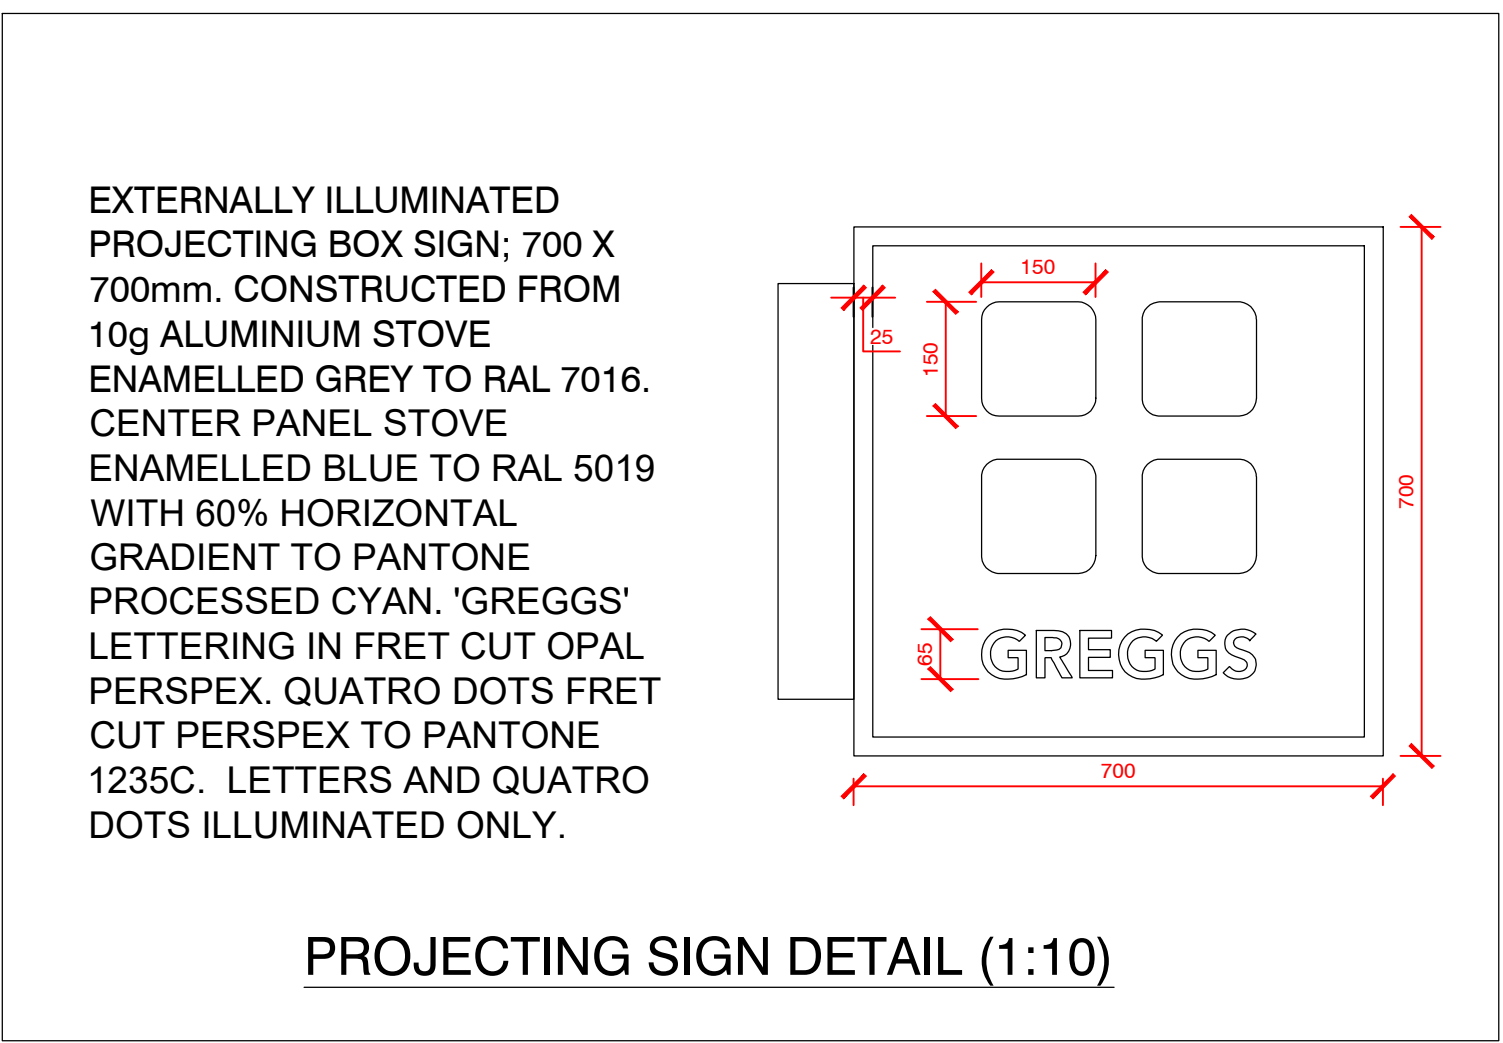 EXTERNALLY ILLUMINATED
PROJECTING BOX SIGN; 700 X
700mm. CONSTRUCTED FROM
10g ALUMINIUM STOVE
ENAMELLED GREY TO RAL 7016.
CENTER PANEL STOVE
ENAMELLED BLUE TO RAL 5019
WITH 60% HORIZONTAL
GRADIENT TO PANTONE
PROCESSED CYAN. 'GREGGS'
LETTERING IN FRET CUT OPAL
PERSPEX. QUATRO DOTS FRET
CUT PERSPEX TO PANTONE
1235C.  LETTERS AND QUATRO
DOTS ILLUMINATED ONLY.
150
25
150
700
65
GREGGS
700
PROJECTING SIGN DETAIL (1:10)